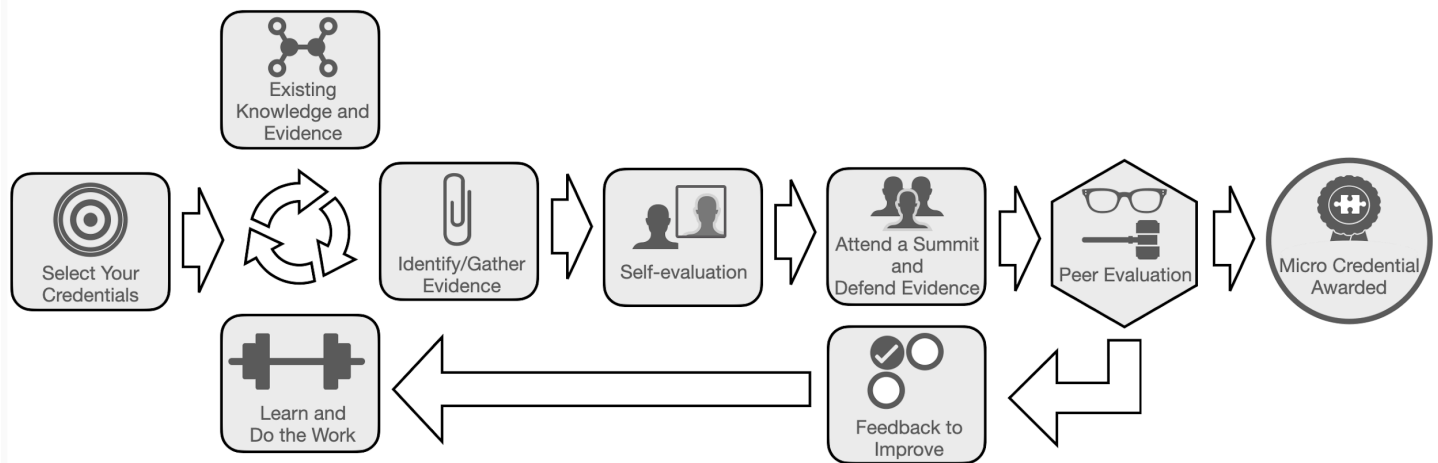 Existing
Knowledge and
Evidence
Select Your
Credentials
Identify/Gather
Evidence
Self-evaluation
Attend a Summit
and
Defend Evidence
Peer Evaluation
Micro Credential
Awarded
Learn and
Do the Work
Feedback to
Improve